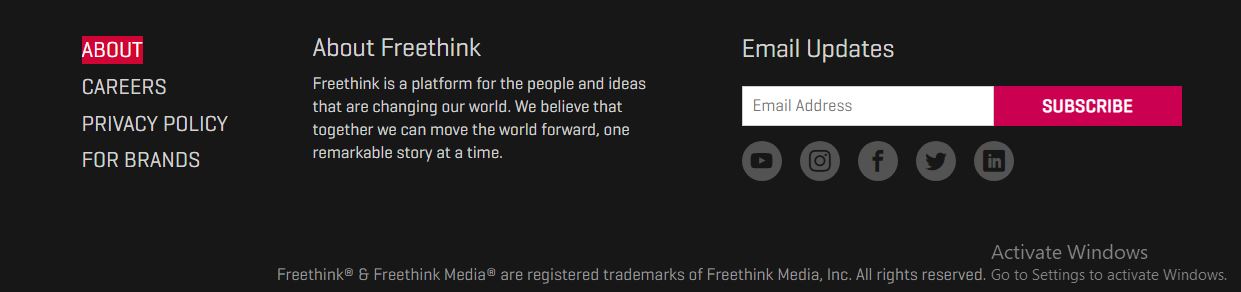 ABOUT
CAREERS
PRIVACY POLICY
FOR BRANDS
About Freethink
Freethink is a platform for the people and ideas
that are changing our world. We believe that
together we can move the world forward, one
remarkable story at a time.
Email Updates
Email Address
SUBSCRIBE
Freethink® & Freethink Media® are registered trademarks of Freethink Media, Inc. All rights reserved.
Activate Windows
Go to Settings to activate Windows.